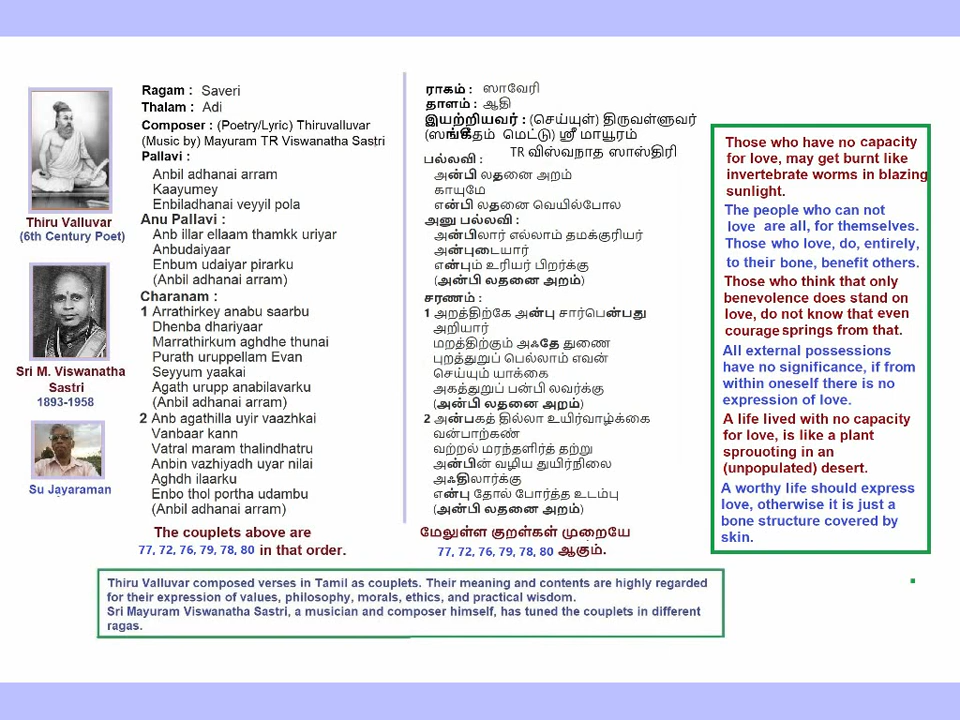 Thiru Valluvar
(6th Century Poet)
Sri M. Viswanatha
Sastri
1893-1958
Su Jayaraman
Ragam : Saveri
Thalam : Adi
Composer : (Poetry/Lyric) Thiruvalluvar
(Music by) Mayuram TR Viswanatha Sastri
Pallavi :
Anbil adhanai arram
Kaayumey
Enbiladhanai veyyil pola
Anu Pallavi :
Anb illar ellaam thamkk uriyar
Anbudaiyaar
Enbum udaiyar pirarku
(Anbil adhanai arram)
Charanam :
1 Arrathirkey anabu saarbu
Dhenba dhariyaar
Marrathirkum aghdhe thunai
Purath uruppellam Evan
Seyyum yaakai
Agath urupp anabilavarku
(Anbil adhanai arram)
2 Anb agathilla uyir vaazhkai
Vanbaar kann
Vatral maram thalindhatru
Anbin vazhiyadh uyar nilai
Aghdh ilaarku
Enbo thol portha udambu
(Anbil adhanai arram)
The couplets above are
77, 72, 76, 79, 78, 80 in that order.
ராகம் : ஸாவேரி
தாளம் : ஆதி
இயற்றியவர் : (செய்யுள்) திருவள்ளுவர்
(ஸங்கீதம் மெட்டு) ஸ்ரீ மாயூரம்
TR விஸ்வநாத ஸாஸ்திரி
பல்லவி :
அன்பி லதனை அறம்
காயுமே
என்பி லதனை வெயில்போல
அனு பல்லவி :
அன்பிலார் எல்லாம் தமக்குரியர்
அன்புடையார்
என்பும் உரியர் பிறர்க்கு
(அன்பி லதனை அறம்)
சரணம் :
1 அறத்திற்கே அன்பு சார்பென்பது
அறியார்
மறத்திற்கும் அஃதே துணை
புறத்துறுப் பெல்லாம் எவன்
செய்யும் யாக்கை
அகத்துறுப் பன்பி லவர்க்கு
(அன்பி லதனை அறம்)
2 அன்பகத் தில்லா உயிர்வாழ்க்கை
வன்பாற்கண்
வற்றல் மரந்தளிர்த் தற்று
அன்பின் வழிய துயிர்நிலை
அஃதிலார்க்கு
என்பு தோல் போர்த்த உடம்பு
(அன்பி லதனை அறம்)
மேலுள்ள குறள்கள் முறையே
77, 72, 76, 79, 78, 80 ஆகும்.
Those who have no capacity
for love, may get burnt like
invertebrate worms in blazing
sunlight.
The people who can not
love are all, for themselves.
Those who love, do, entirely,
to their bone, benefit others.
Those who think that only
benevolence does stand on
love, do not know that even
courage springs from that.
All external possessions
have no significance, if from
within oneself there is no
expression of love.
A life lived with no capacity
for love, is like a plant
sprouting in an
(unpopulated) desert.
A worthy life should express
love, otherwise it is just a
bone structure covered by
skin.
Thiru Valluvar composed verses in Tamil as couplets. Their meaning and contents are highly regarded
for their expression of values, philosophy, morals, ethics, and practical wisdom.
Sri Mayuram Viswanatha Sastri, a musician and composer himself, has tuned the couplets in different
ragas.